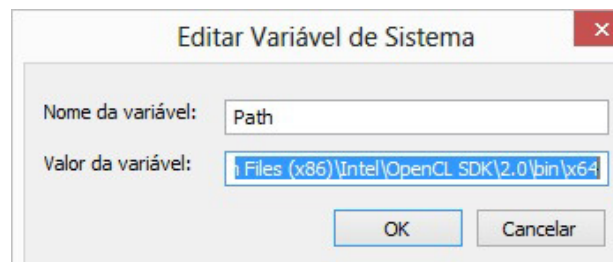 Editar Variável de Sistema
Nome da variável: Path
Valor da variável: Files (x86)\Intel\OpenCL SDK\2.0\bin\x64
OK Cancelar